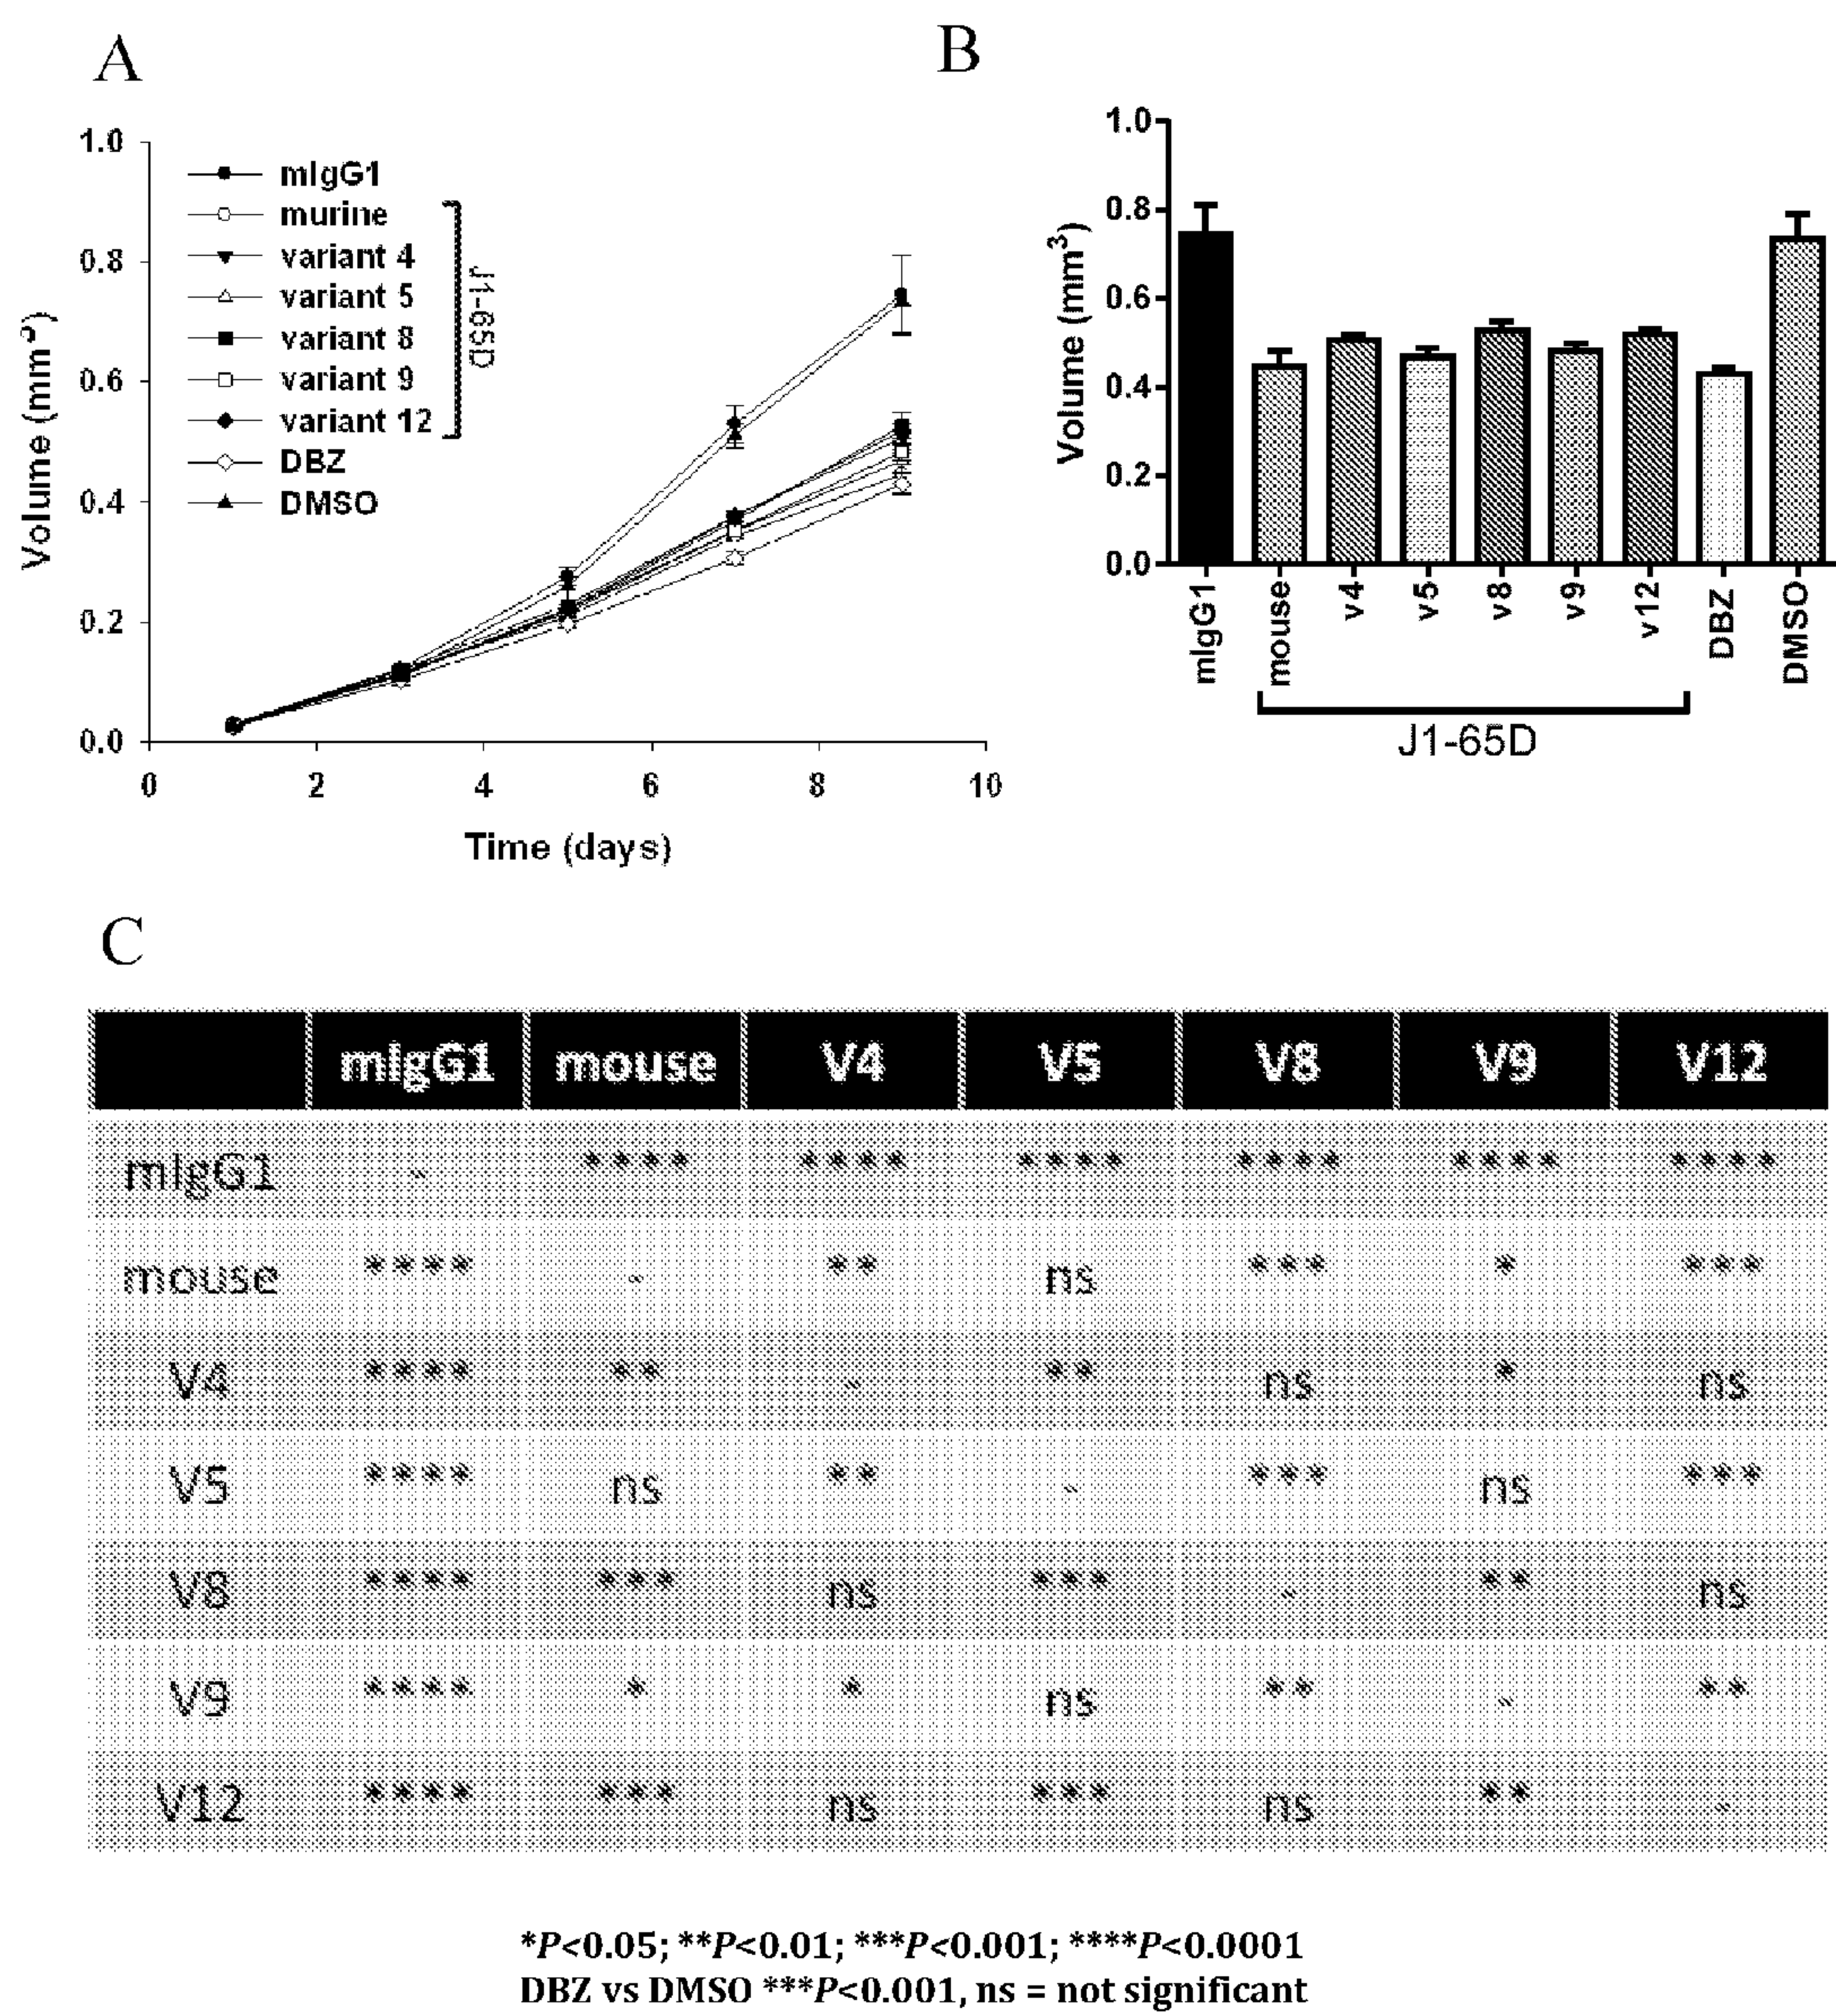 A
1.0
0.8
0.6
0.4
0.2
0.0
Volume (mm3)
mIgG1
murine
variant 4
variant 5
variant 8
variant 9
variant 12
DBZ
DMSO
J1-65D
0 2 4 6 8 10
Time (days)
B
1.0
0.8
0.6
0.4
0.2
0.0
Volume (mm3)
mIgG1
mouse
v4
v5
v8
v9
v12
DBZ
DMSO
J1-65D
C
mIgG1 mouse V4 V5 V8 V9 V12
mIgG1 - **** **** **** **** **** ****
mouse **** - ** ns *** * ***
V4 **** ** - ** ns * ns
V5 **** ns ** - *** ns ***
V8 **** *** ns *** - ** ns
V9 **** * * ns ** - **
V12 **** *** ns *** ns ** -
*P<0.05; **P<0.01; ***P<0.001; ****P<0.0001
DBZ vs DMSO ***P<0.001, ns = not significant